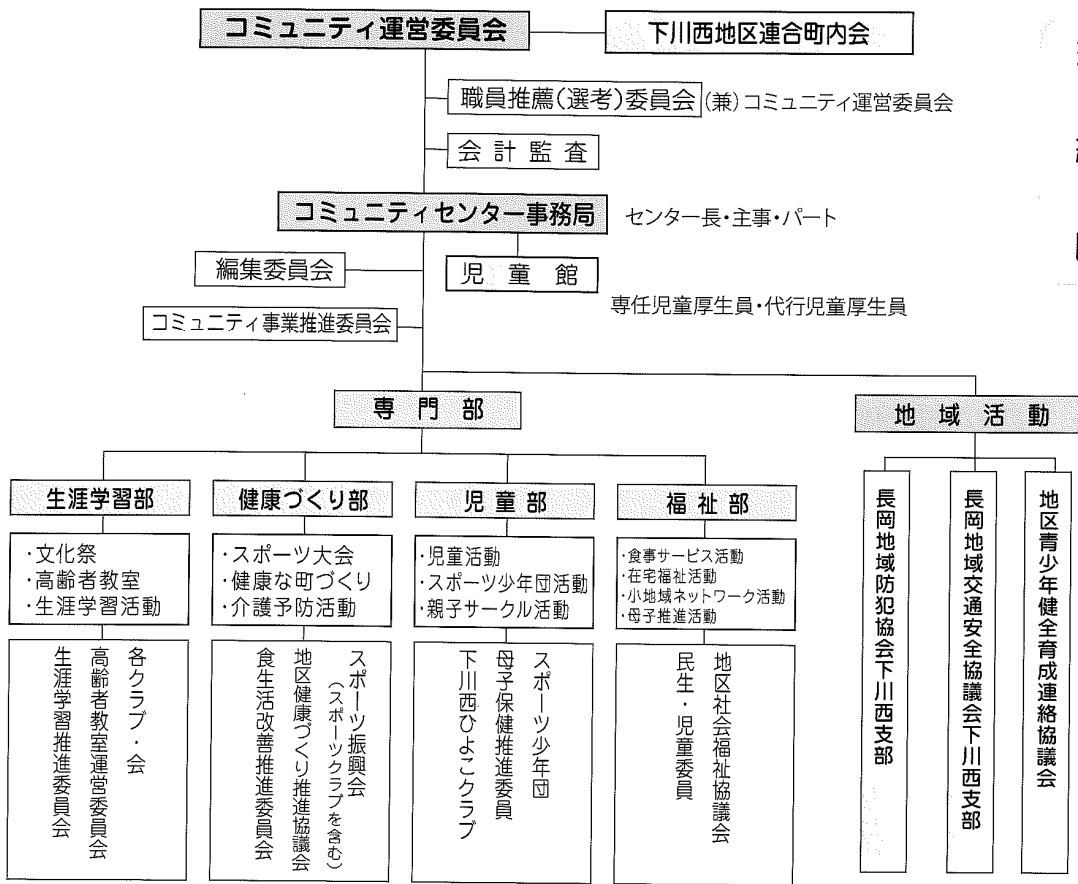 コミュニティ運営委員会
下川西地区連合町内会
職員推薦(選考)委員会
(兼)コミュニティ運営委員会
会計監査
コミュニティセンター事務局
センター長・主事・パート
編集委員会
児童館
専任児童厚生員・代行児童厚生員
コミュニティ事業推進委員会
専門部
地域活動
生涯学習部
・文化祭
・高齢者教室
・生涯学習活動
各クラブ・会
高齢者教室運営委員会
生涯学習推進委員会
健康づくり部
・スポーツ大会
・健康な町づくり
・介護予防活動
スポーツ振興会
(スポーツクラブを含む)
地区健康づくり推進協議会
食生活改善推進委員会
児童部
・児童活動
・スポーツ少年団活動
・親子サークル活動
スポーツ少年団
母子保健推進委員
下川西ひよこクラブ
福祉部
・食事サービス活動
・在宅福祉活動
・小地域ネットワーク活動
・母子推進活動
地区社会福祉協議会
民生・児童委員
地区青少年健全育成連絡協議会
長岡地域交通安全協議会下川西支部
長岡地域防犯協会下川西支部